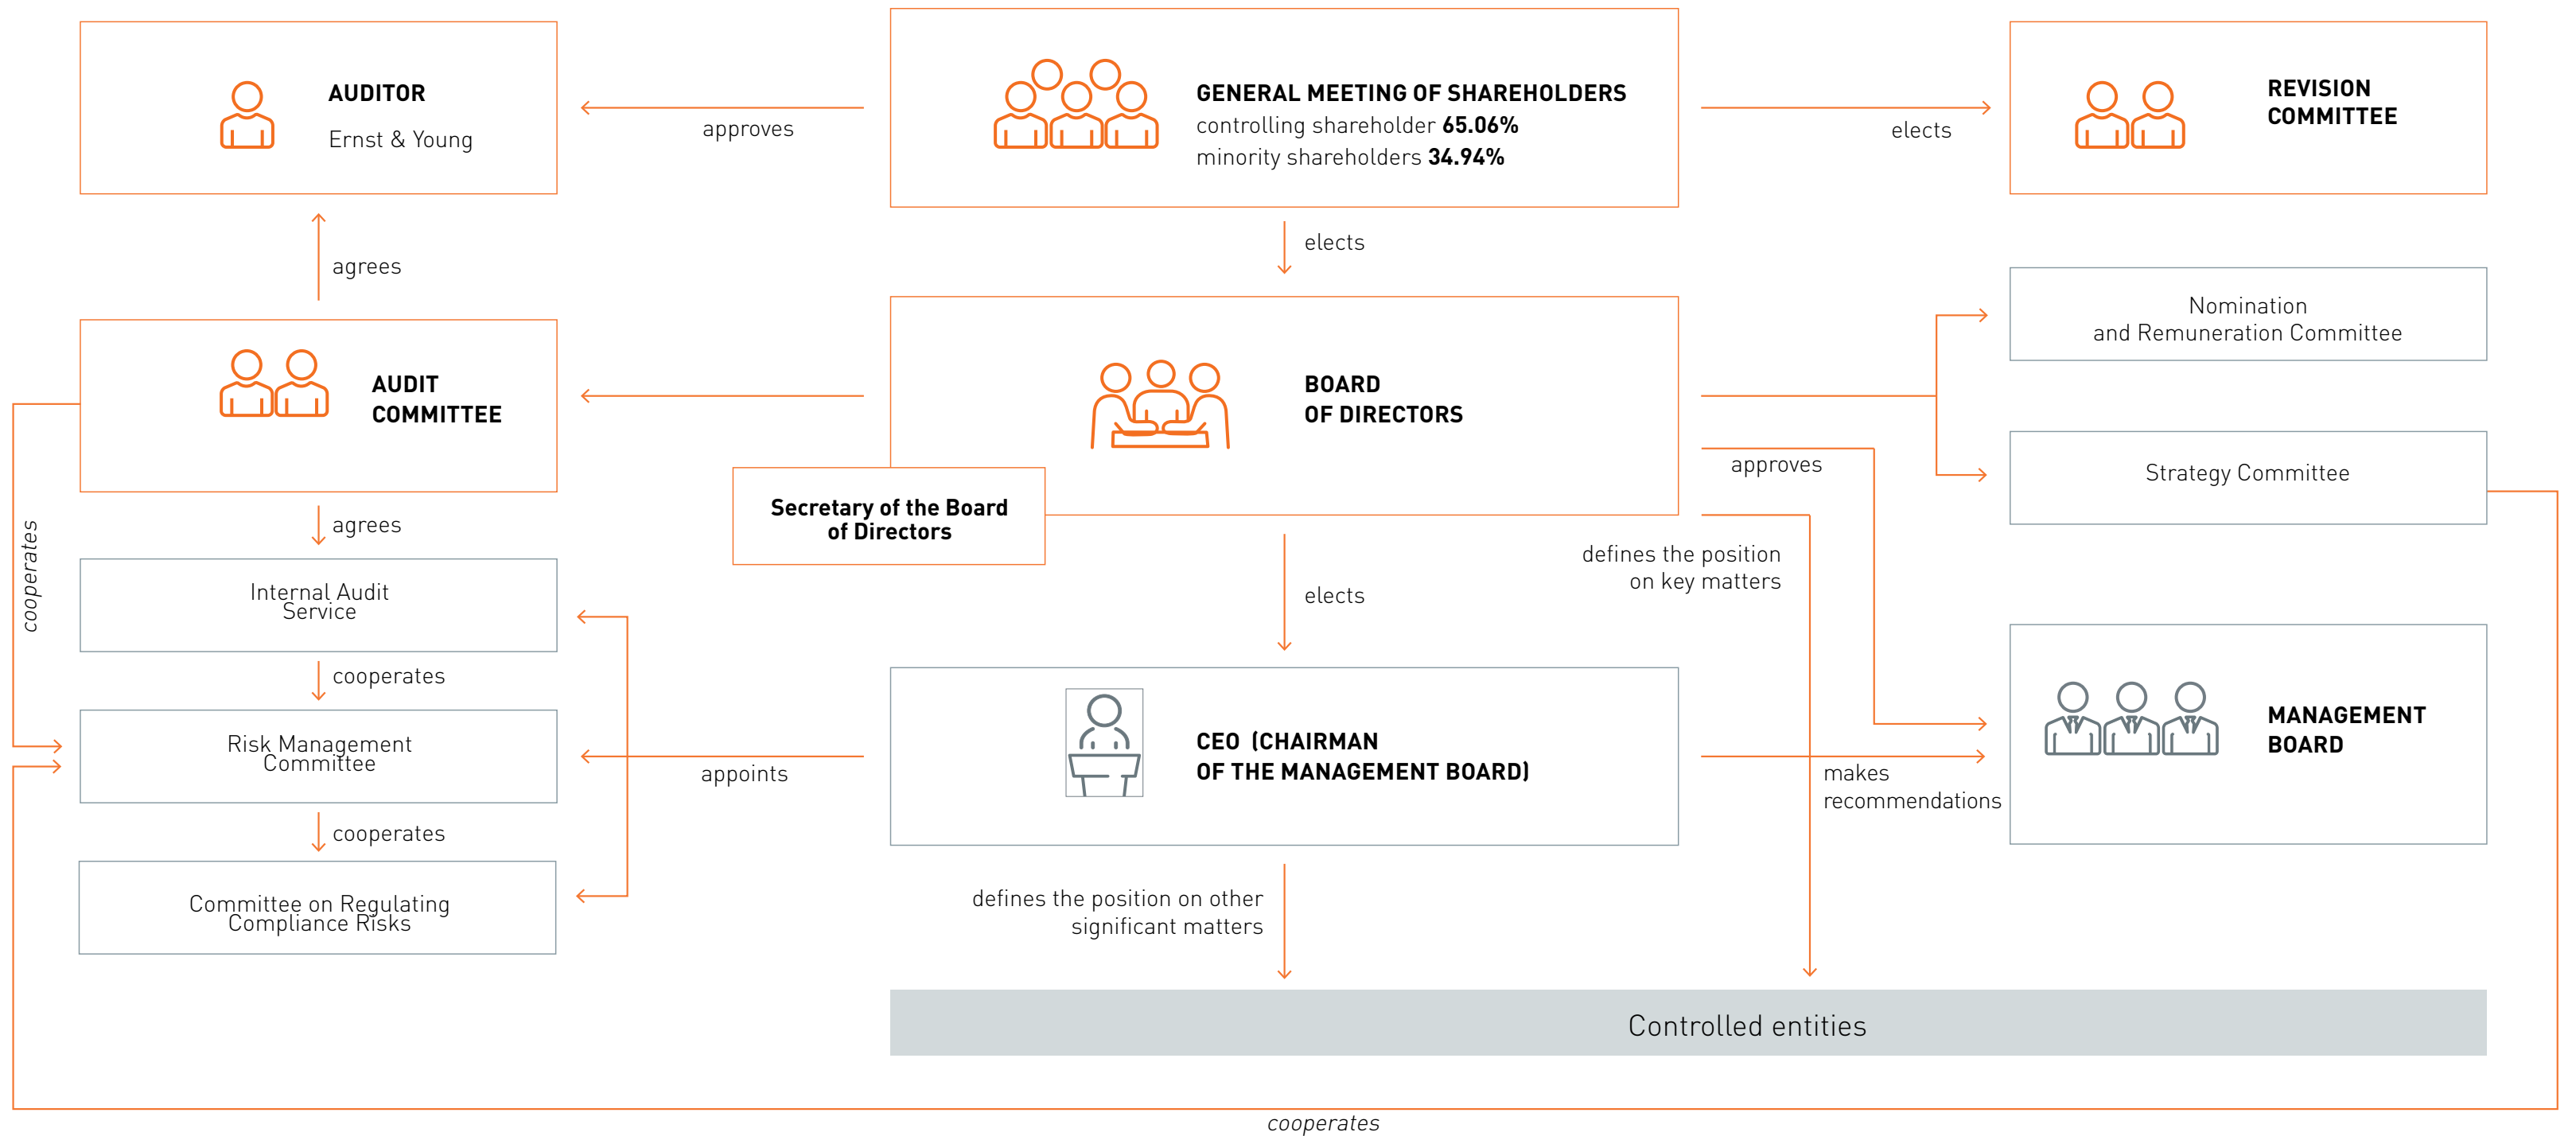 AUDITOR
Ernst & Young
approves
GENERAL MEETING OF SHAREHOLDERS
controlling shareholder 65.06%
minority shareholders 34.94%
elects
REVISION
COMMITTEE
agrees
elects
Nomination
and Remuneration Committee
AUDIT
COMMITTEE
BOARD
OF DIRECTORS
approves
Strategy Committee
Secretary of the Board
of Directors
agrees
cooperates
defines the position
on key matters
elects
Internal Audit
Service
cooperates
Risk Management
Committee
appoints
CEO (CHAIRMAN
OF THE MANAGEMENT BOARD)
makes
recommendations
MANAGEMENT
BOARD
cooperates
Committee on Regulating
Compliance Risks
defines the position on other
significant matters
Controlled entities
cooperates